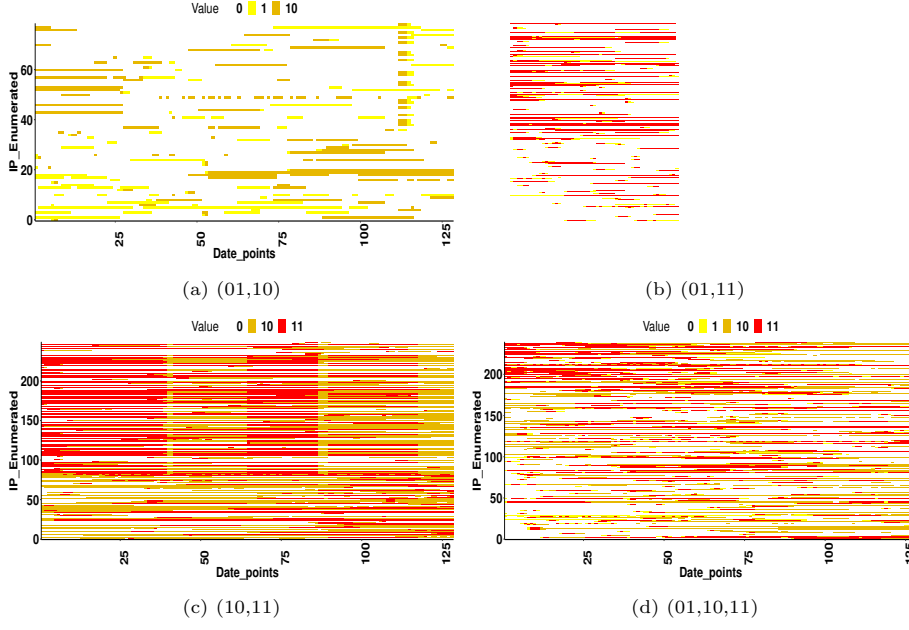 Value 0 1 10
IP_Enumerated
60
40
20
0
25 50 75 100 125
Date_points
(a) (01,10)
(b) (01,11)
Value 0 10 11
IP_Enumerated
200
150
100
50
0
25 50 75 100 125
Date_points
(c) (10,11)
Value 0 1 10 11
IP_Enumerated
200
150
100
50
0
25 50 75 100 125
Date_points
(d) (01,10,11)